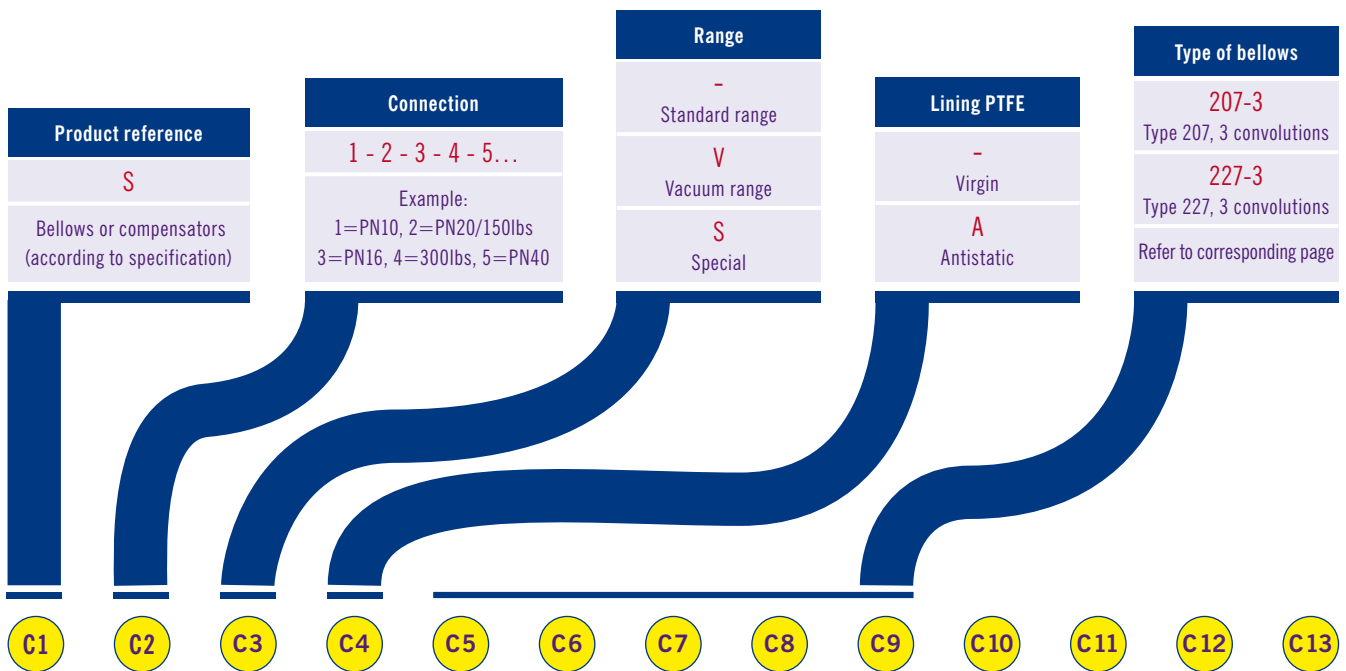 Product reference
S
Bellows or compensators
(according to specification)
Connection
1 - 2 - 3 - 4 - 5...
Example:
1=PN10, 2=PN20/150lbs
3=PN16, 4=300lbs, 5=PN40
Range
-
Standard range
V
Vacuum range
S
Special
Lining PTFE
-
Virgin
A
Antistatic
Type of bellows
207-3
Type 207, 3 convolutions
227-3
Type 227, 3 convolutions
Refer to corresponding page
C1 C2 C3 C4 C5 C6 C7 C8 C9 C10 C11 C12 C13